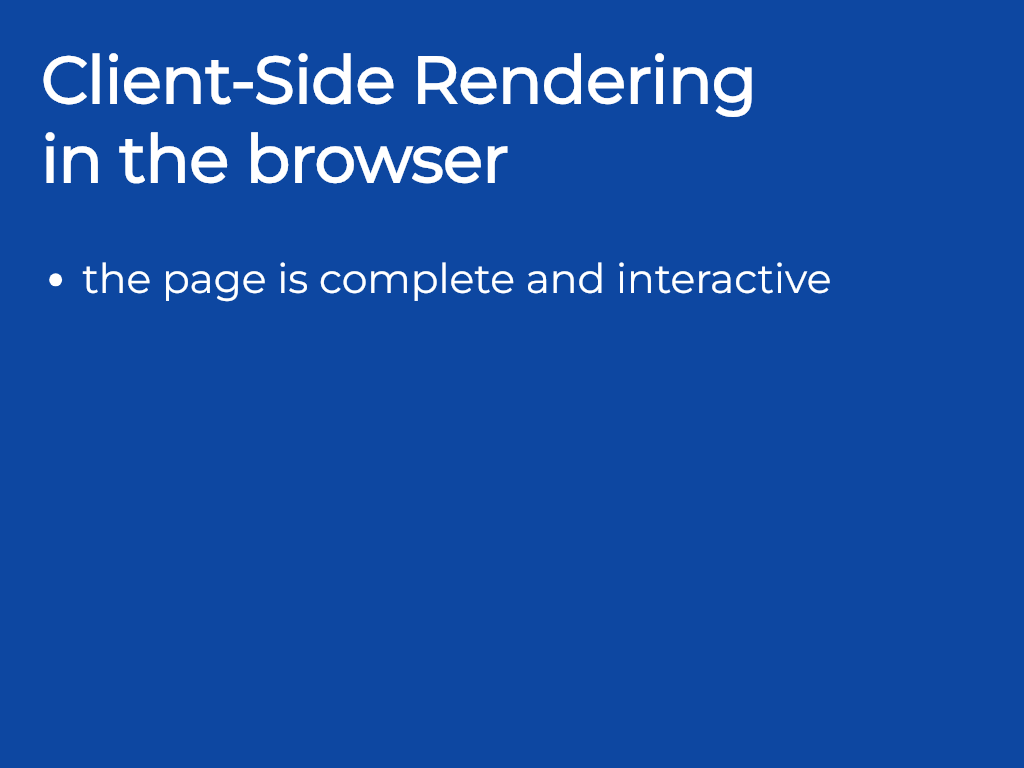 Client-Side Rendering
in the browser
• the page is complete and interactive